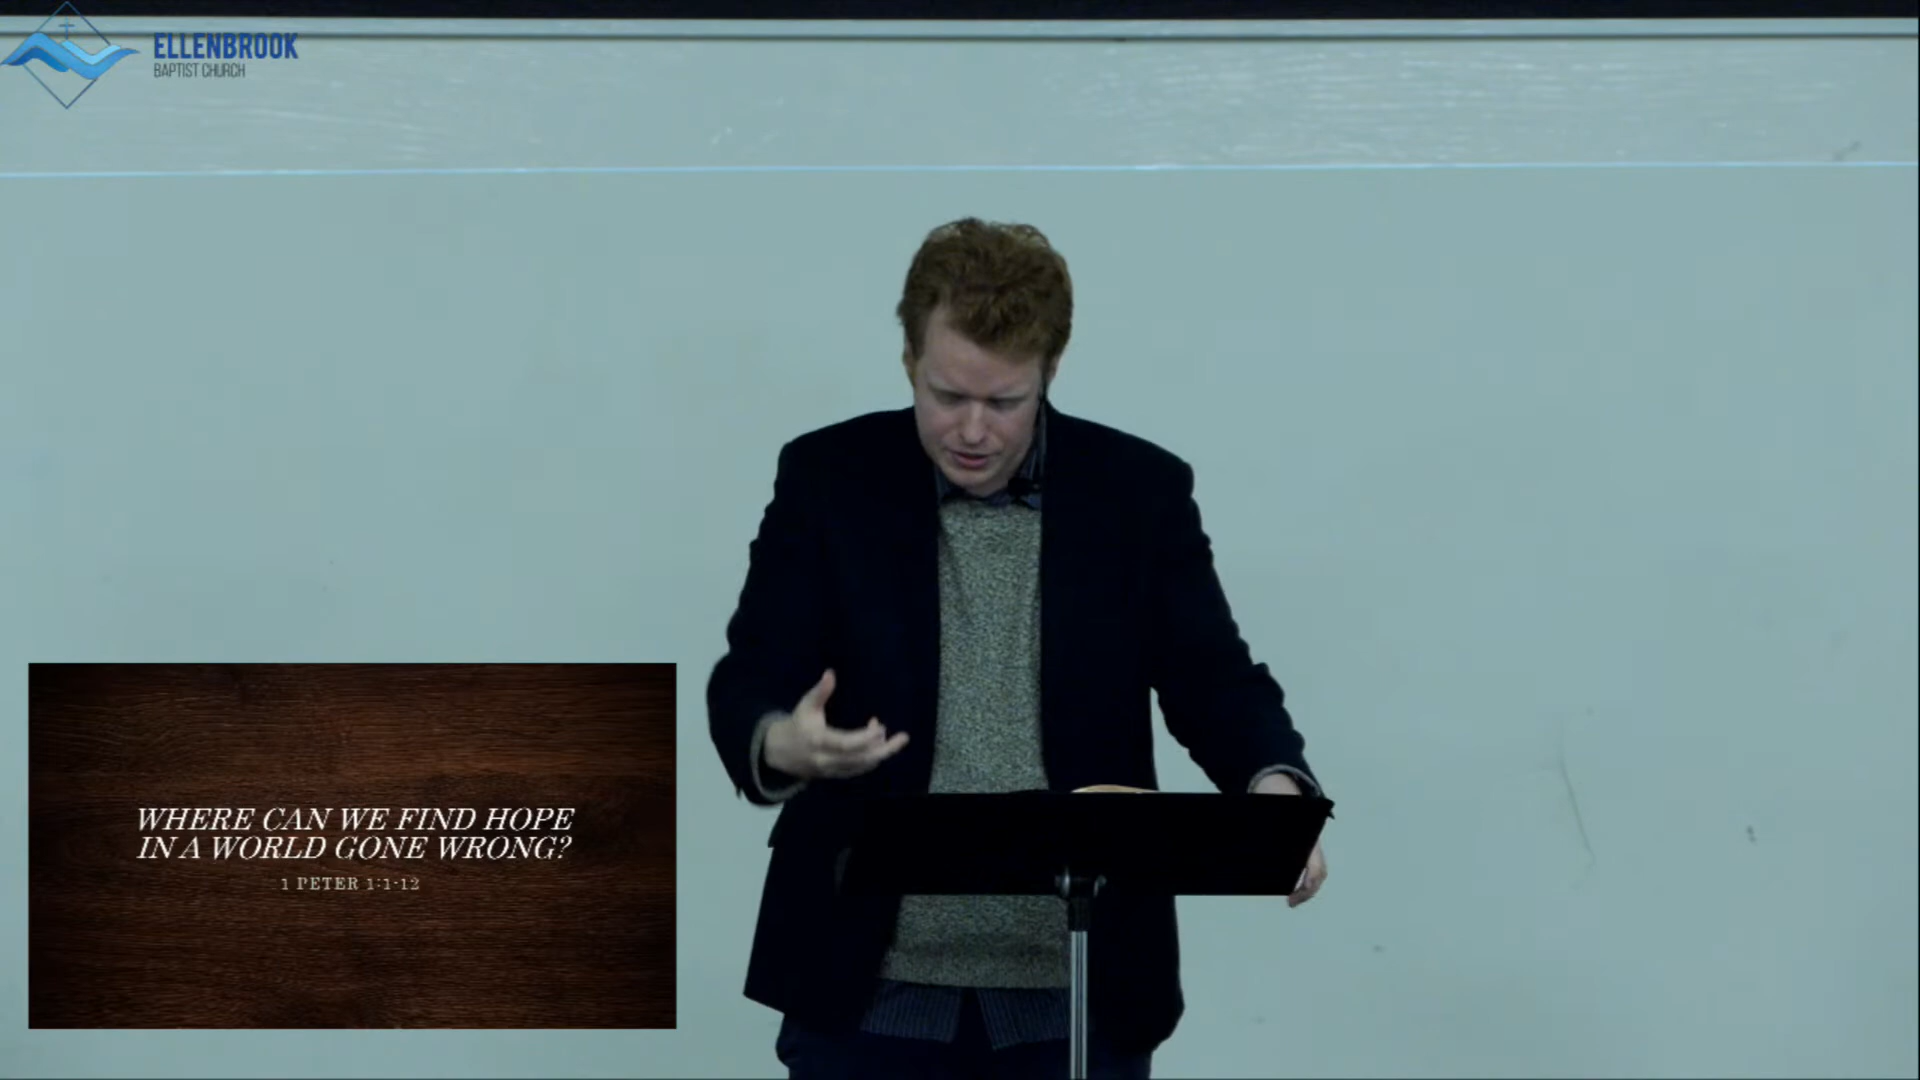 ELLENBROOK
BAPTIST CHURCH
WHERE CAN WE FIND HOPE
IN A WORLD GONE WRONG?
1 PETER 1:1-12